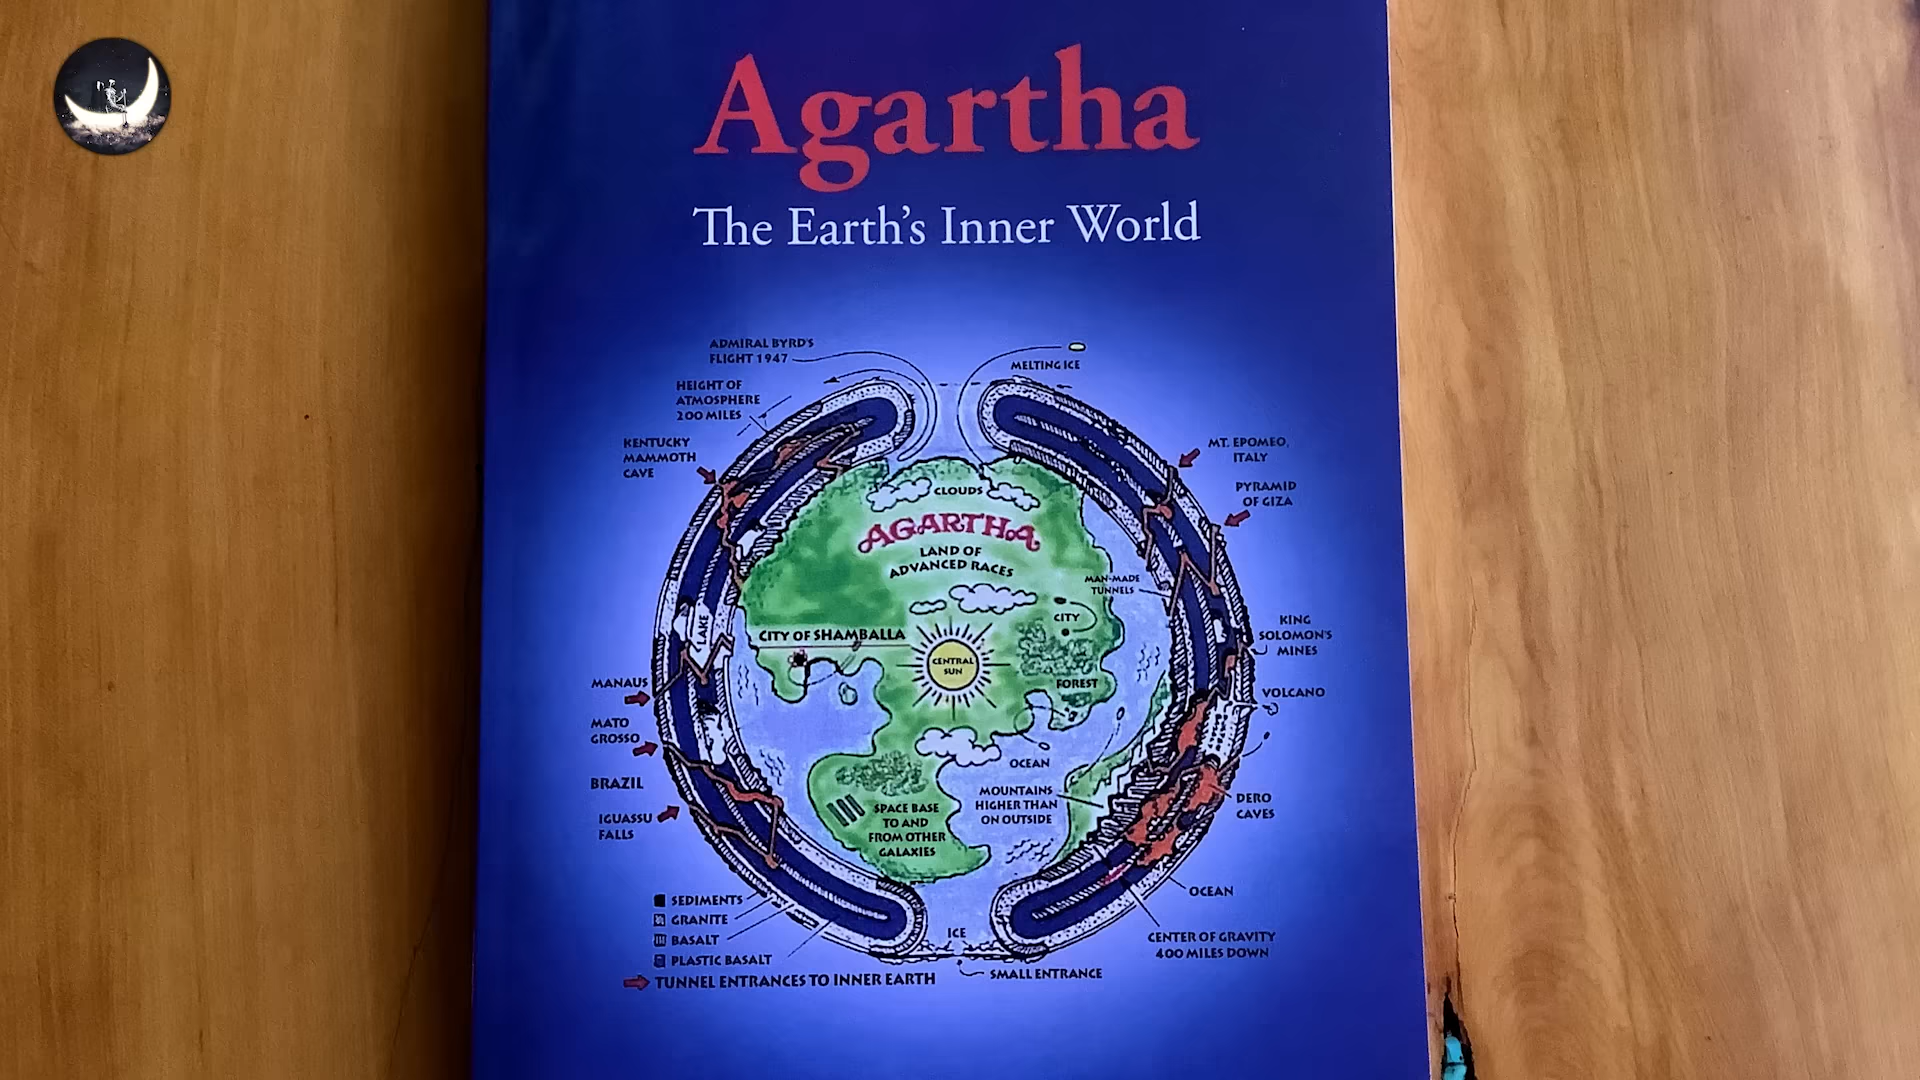 Agartha
The Earth's Inner World
ADMIRAL BYRD'S
FLIGHT 1947
MELTING ICE
HEIGHT OF
ATMOSPHERE
200 MILES
KENTUCKY
MAMMOTH
CAVE
MT. EPOMEO,
ITALY
PYRAMID
OF GIZA
CLOUDS
AGARTHA
LAND OF
ADVANCED RACES
MAN-MADE
TUNNELS
CITY
LAKE
CITY OF SHAMBALLA
CENTRAL
SUN
KING
SOLOMON'S
MINES
FOREST
MANAUS
VOLCANO
MATO
GROSSO
OCEAN
BRAZIL
MOUNTAINS
HIGHER THAN
ON OUTSIDE
SPACE BASE
TO AND
FROM OTHER
GALAXIES
DERO
CAVES
IGUASSU
FALLS
OCEAN
SEDIMENTS
GRANITE
BASALT
PLASTIC BASALT
ICE
CENTER OF GRAVITY
400 MILES DOWN
SMALL ENTRANCE
TUNNEL ENTRANCES TO INNER EARTH